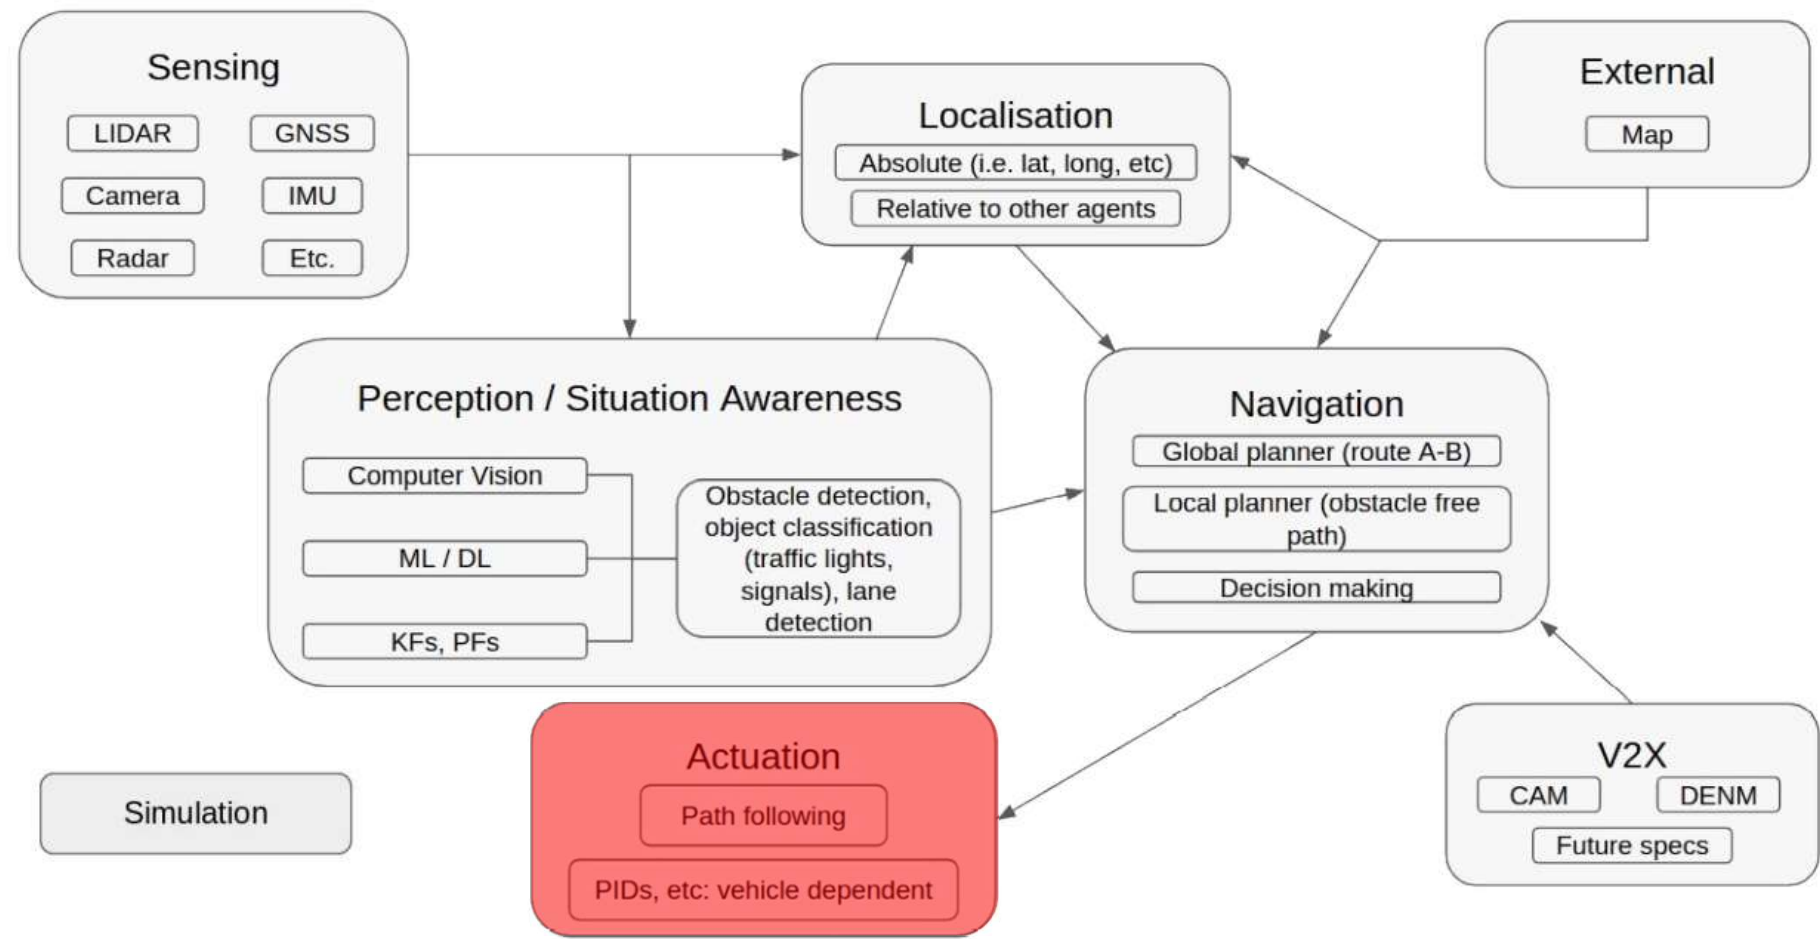 Sensing
LIDAR
GNSS
Camera
IMU
Radar
Etc.
Localisation
Absolute (i.e. lat, long, etc)
Relative to other agents
External
Map
Perception / Situation Awareness
Computer Vision
ML / DL
KFs, PFs
Obstacle detection,
object classification
(traffic lights,
signals), lane
detection
Navigation
Global planner (route A-B)
Local planner (obstacle free
path)
Decision making
Simulation
Actuation
Path following
PIDs, etc: vehicle dependent
V2X
CAM
DENM
Future specs